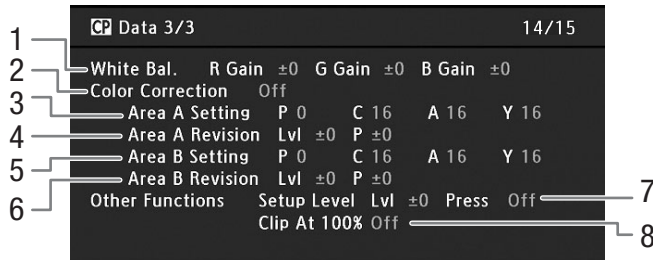 CP Data 3/3 14/15
1 White Bal. R Gain ±0 G Gain ±0 B Gain ±0
2 Color Correction Off
3 Area A Setting P 0 C 16 A 16 Y 16
4 Area A Revision Lvl ±0 P ±0
5 Area B Setting P 0 C 16 A 16 Y 16
6 Area B Revision Lvl ±0 P ±0
Other Functions Setup Level Lvl ±0 Press Off 7
Clip At 100% Off 8